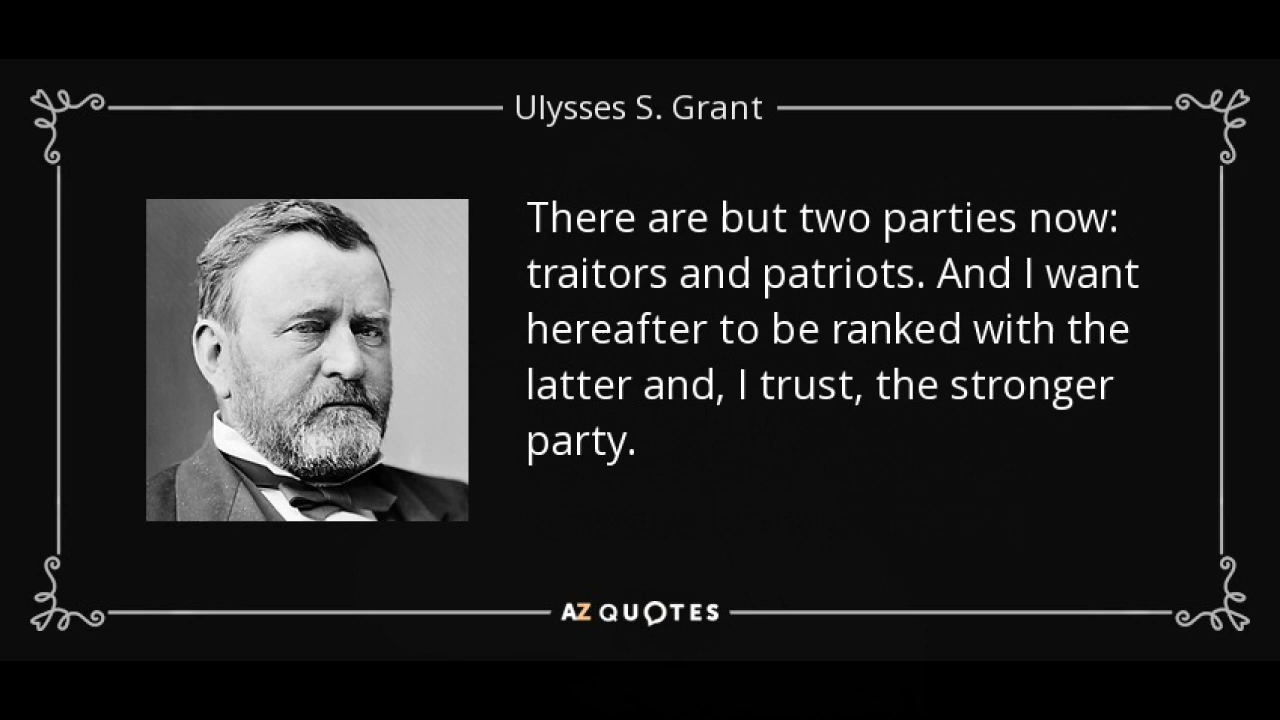 Ulysses S. Grant
There are but two parties now:
traitors and patriots. And I want
hereafter to be ranked with the
latter and, I trust, the stronger
party.
AZ QUOTES